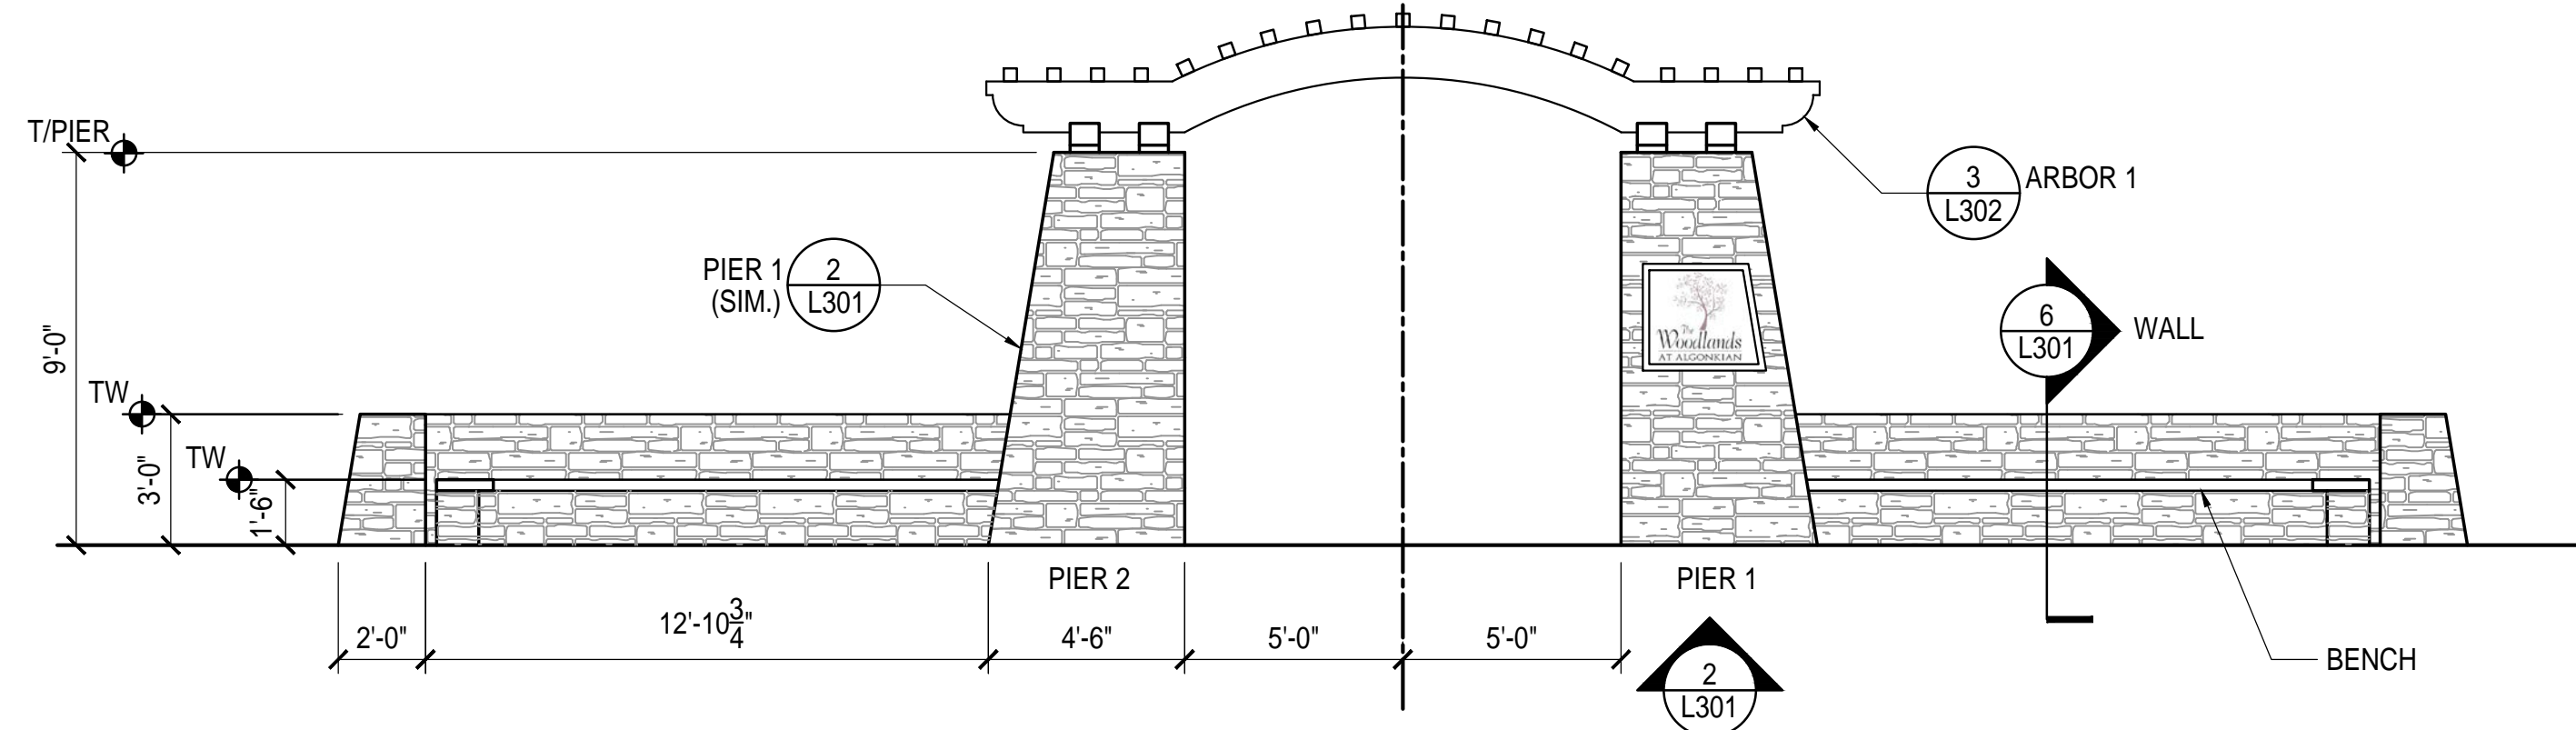 T/PIER
9'-0"
TW
3'-0"
TW
1'-6"
PIER 1
(SIM.)
2
L301
3
L302
ARBOR 1
The
Woodlands
AT ALGONKIAN
6
L301
WALL
PIER 2
PIER 1
2'-0"
12'-10 3/4"
4'-6"
5'-0"
5'-0"
2
L301
BENCH